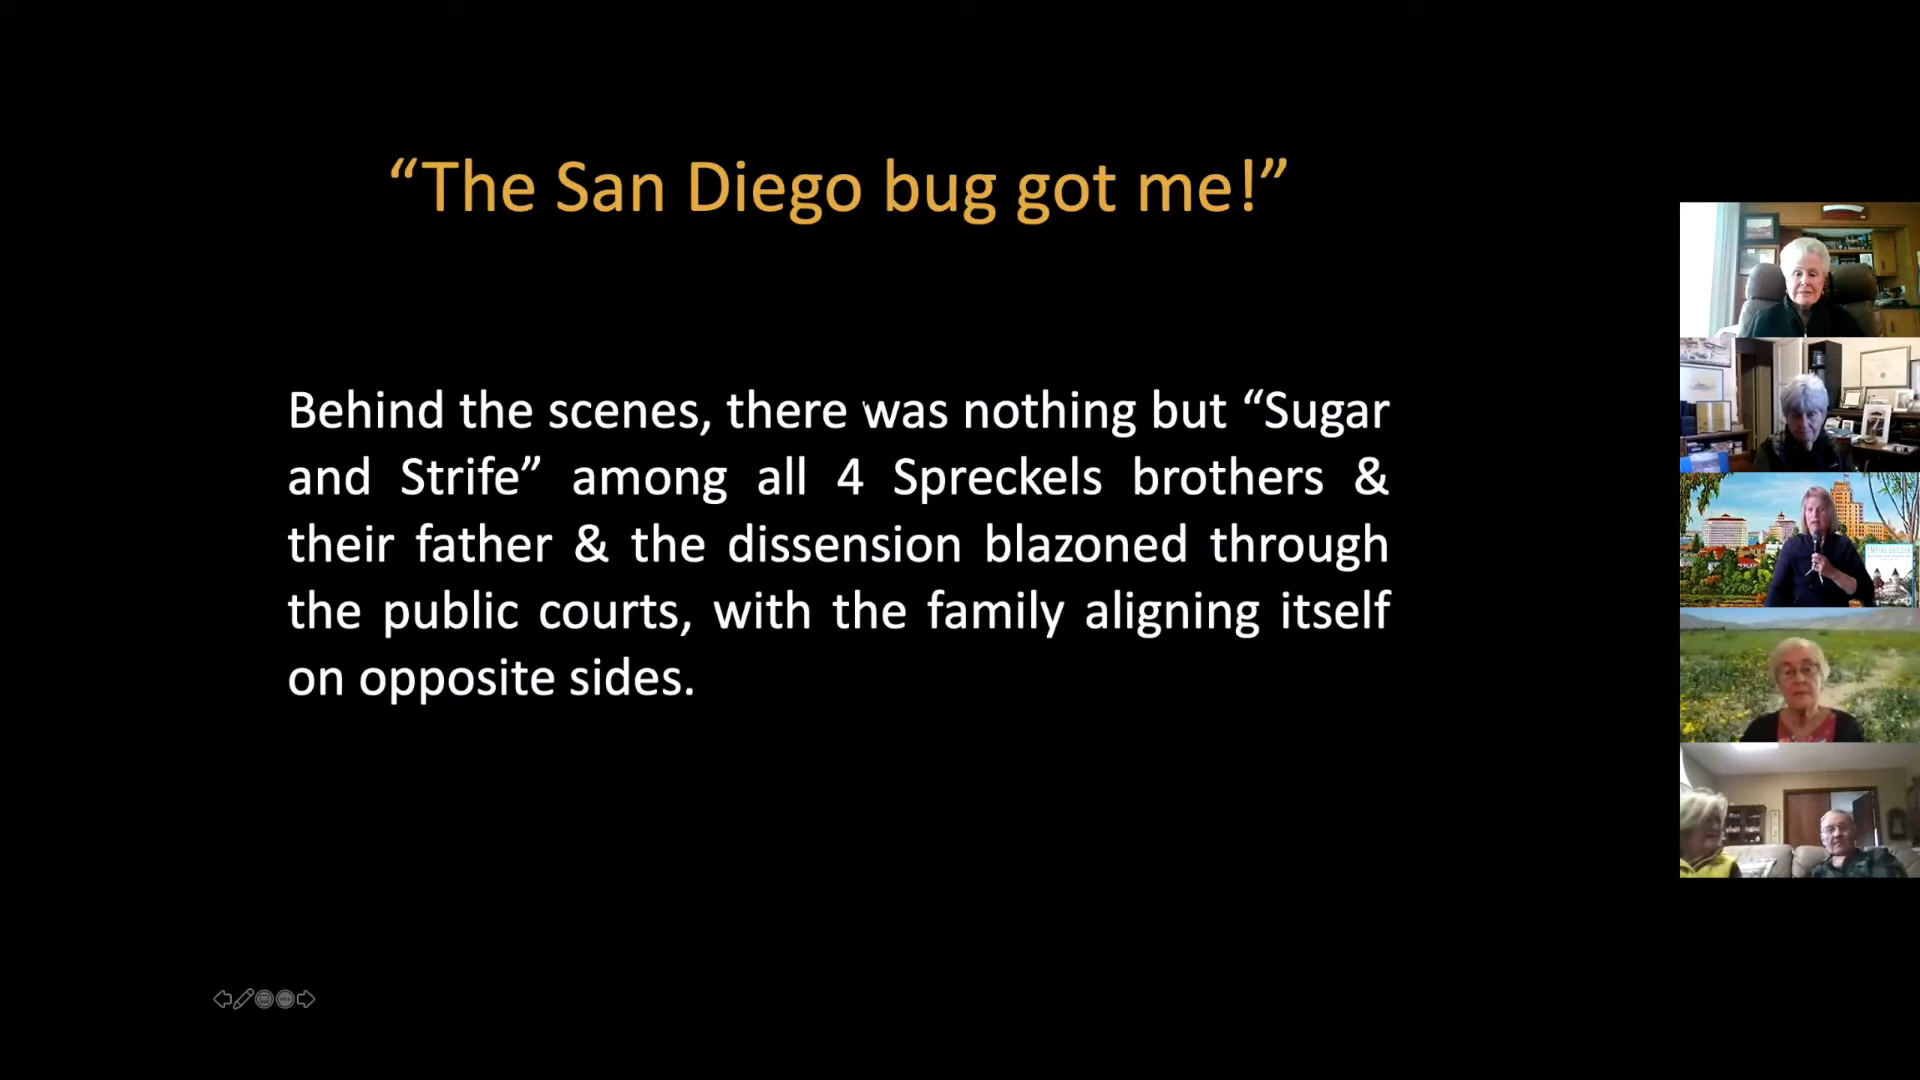 “The San Diego bug got me!”
Behind the scenes, there was nothing but “Sugar
and Strife” among all 4 Spreckels brothers &
their father & the dissension blazoned through
the public courts, with the family aligning itself
on opposite sides.
EMPIRE BUILDER